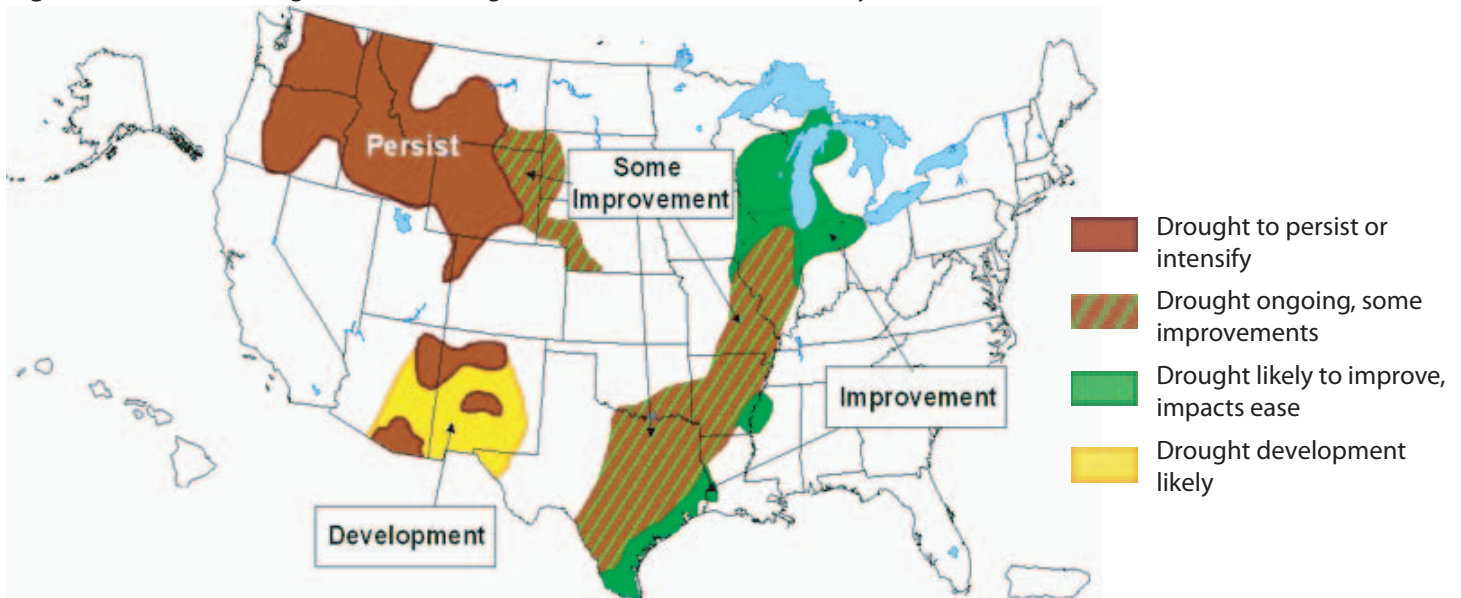 Persist
Some
Improvement
Improvement
Development
Drought to persist or
intensify
Drought ongoing, some
improvements
Drought likely to improve,
impacts ease
Drought development
likely